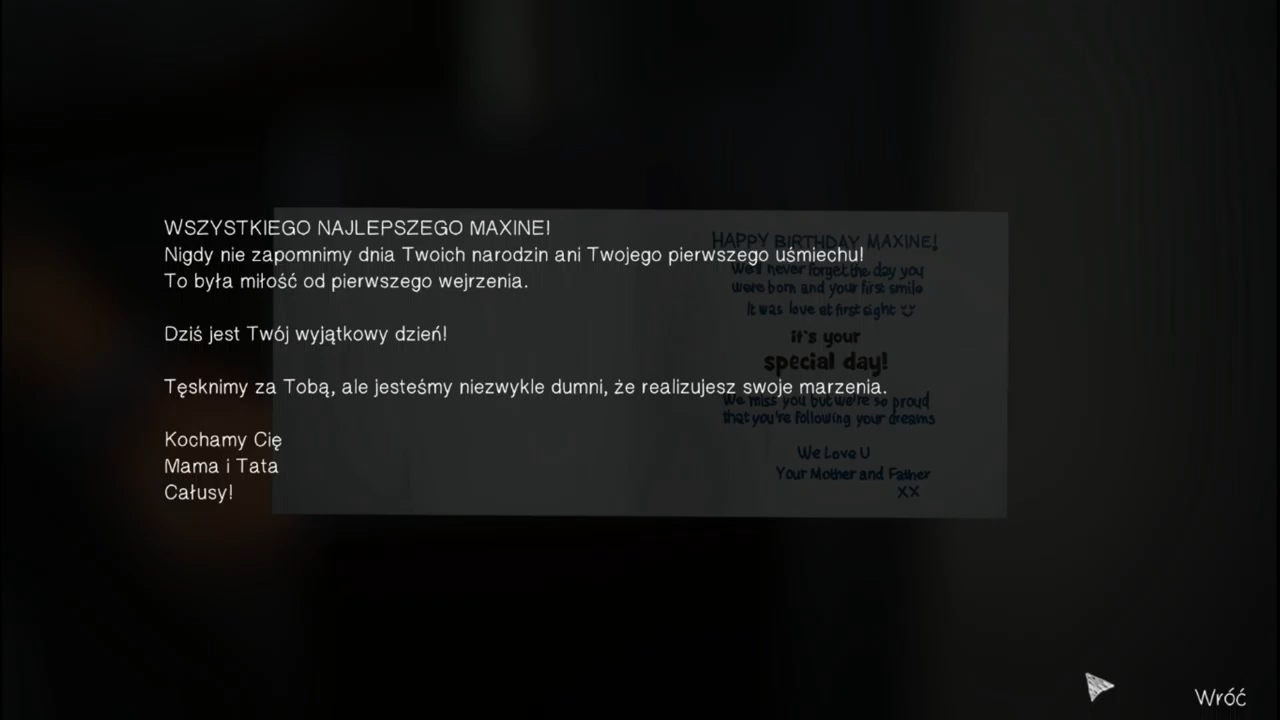 WSZYSTKIEGO NAJLEPSZEGO MAXINE!
Nigdy nie zapomnimy dnia Twoich narodzin ani Twojego pierwszego uśmiechu!
To była miłość od pierwszego wejrzenia.
Dziś jest Twój wyjątkowy dzień!
Tęsknimy za Tobą, ale jesteśmy niezwykle dumni, że realizujesz swoje marzenia.
Kochamy Cię
Mama i Tata
Całusy!
HAPPY BIRTHDAY MAXINE!
We'll never forget the day you
were born and your first smile
It was love at first sight
it's your
special day!
We miss you but we're so proud
that you're following your dreams
We Love U
Your Mother and Father
XX
Wróć